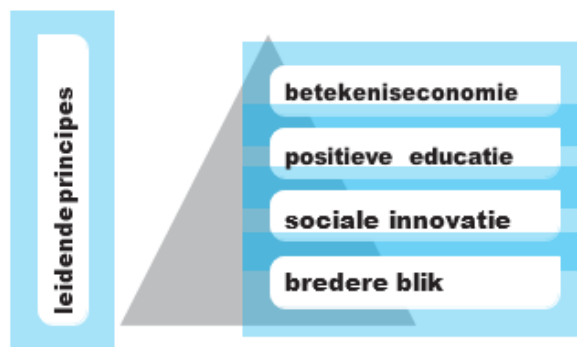 leidende principes
betekeniseconomie
positieve educatie
sociale innovatie
bredere blik